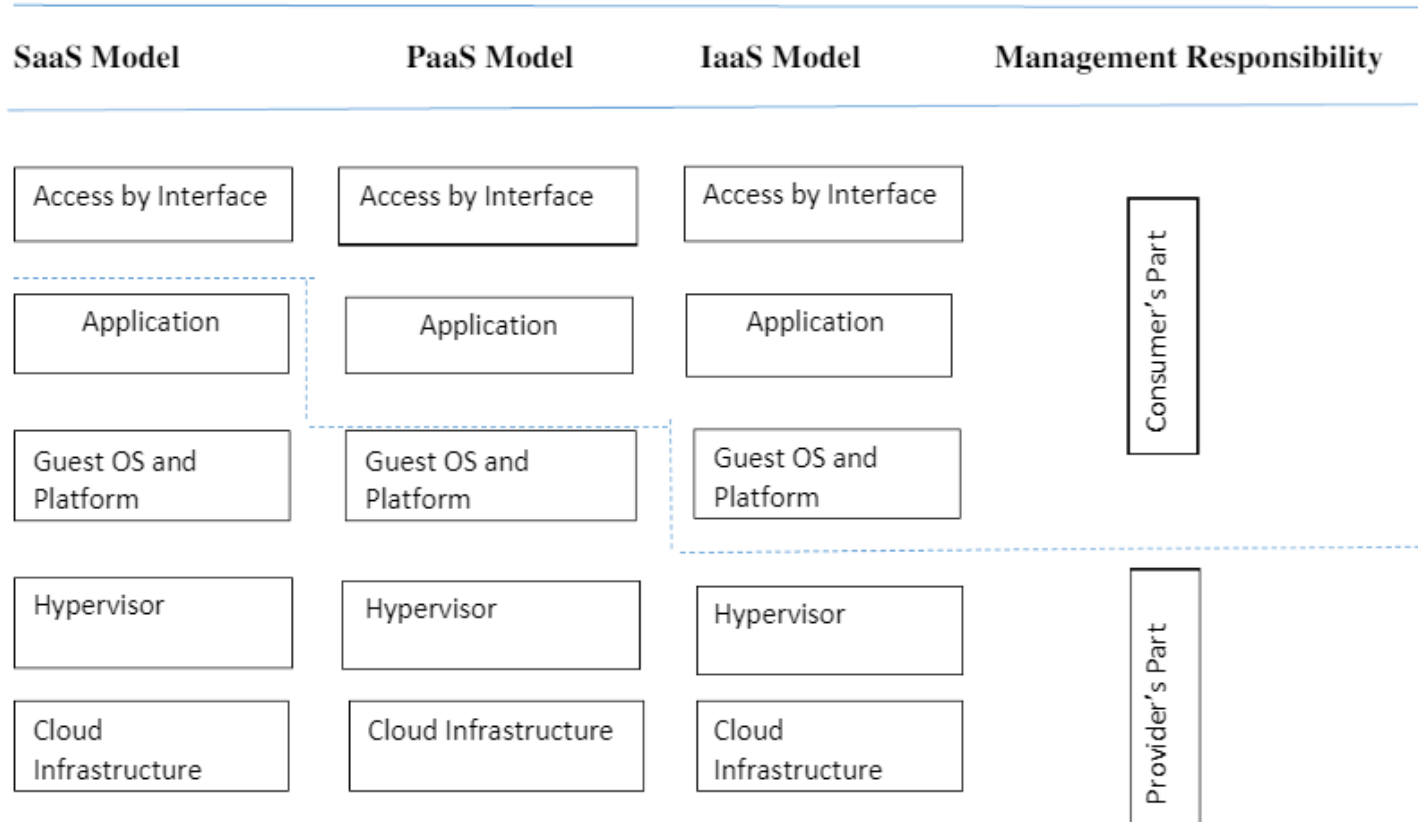 SaaS Model PaaS Model IaaS Model Management Responsibility
Access by Interface Access by Interface Access by Interface
Application Application Application
Consumer’s Part
Guest OS and Guest OS and Guest OS and
Platform Platform Platform
Hypervisor Hypervisor Hypervisor
Provider’s Part
Cloud Cloud Infrastructure Cloud
Infrastructure Infrastructure